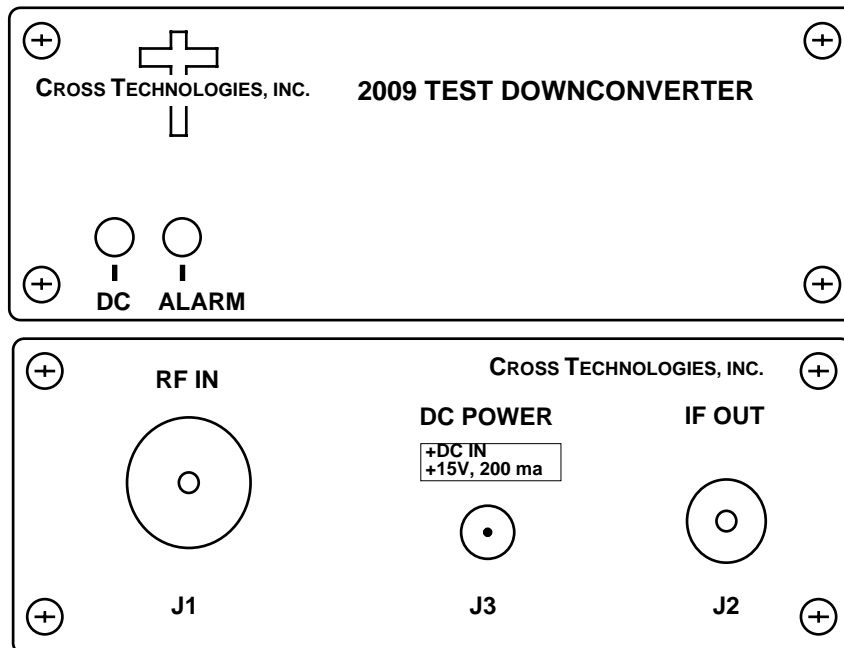 CROSS TECHNOLOGIES, INC.
2009 TEST DOWNCONVERTER
DC
ALARM
CROSS TECHNOLOGIES, INC.
RF IN
DC POWER
IF OUT
+DC IN
+15V, 200 ma
J1
J3
J2